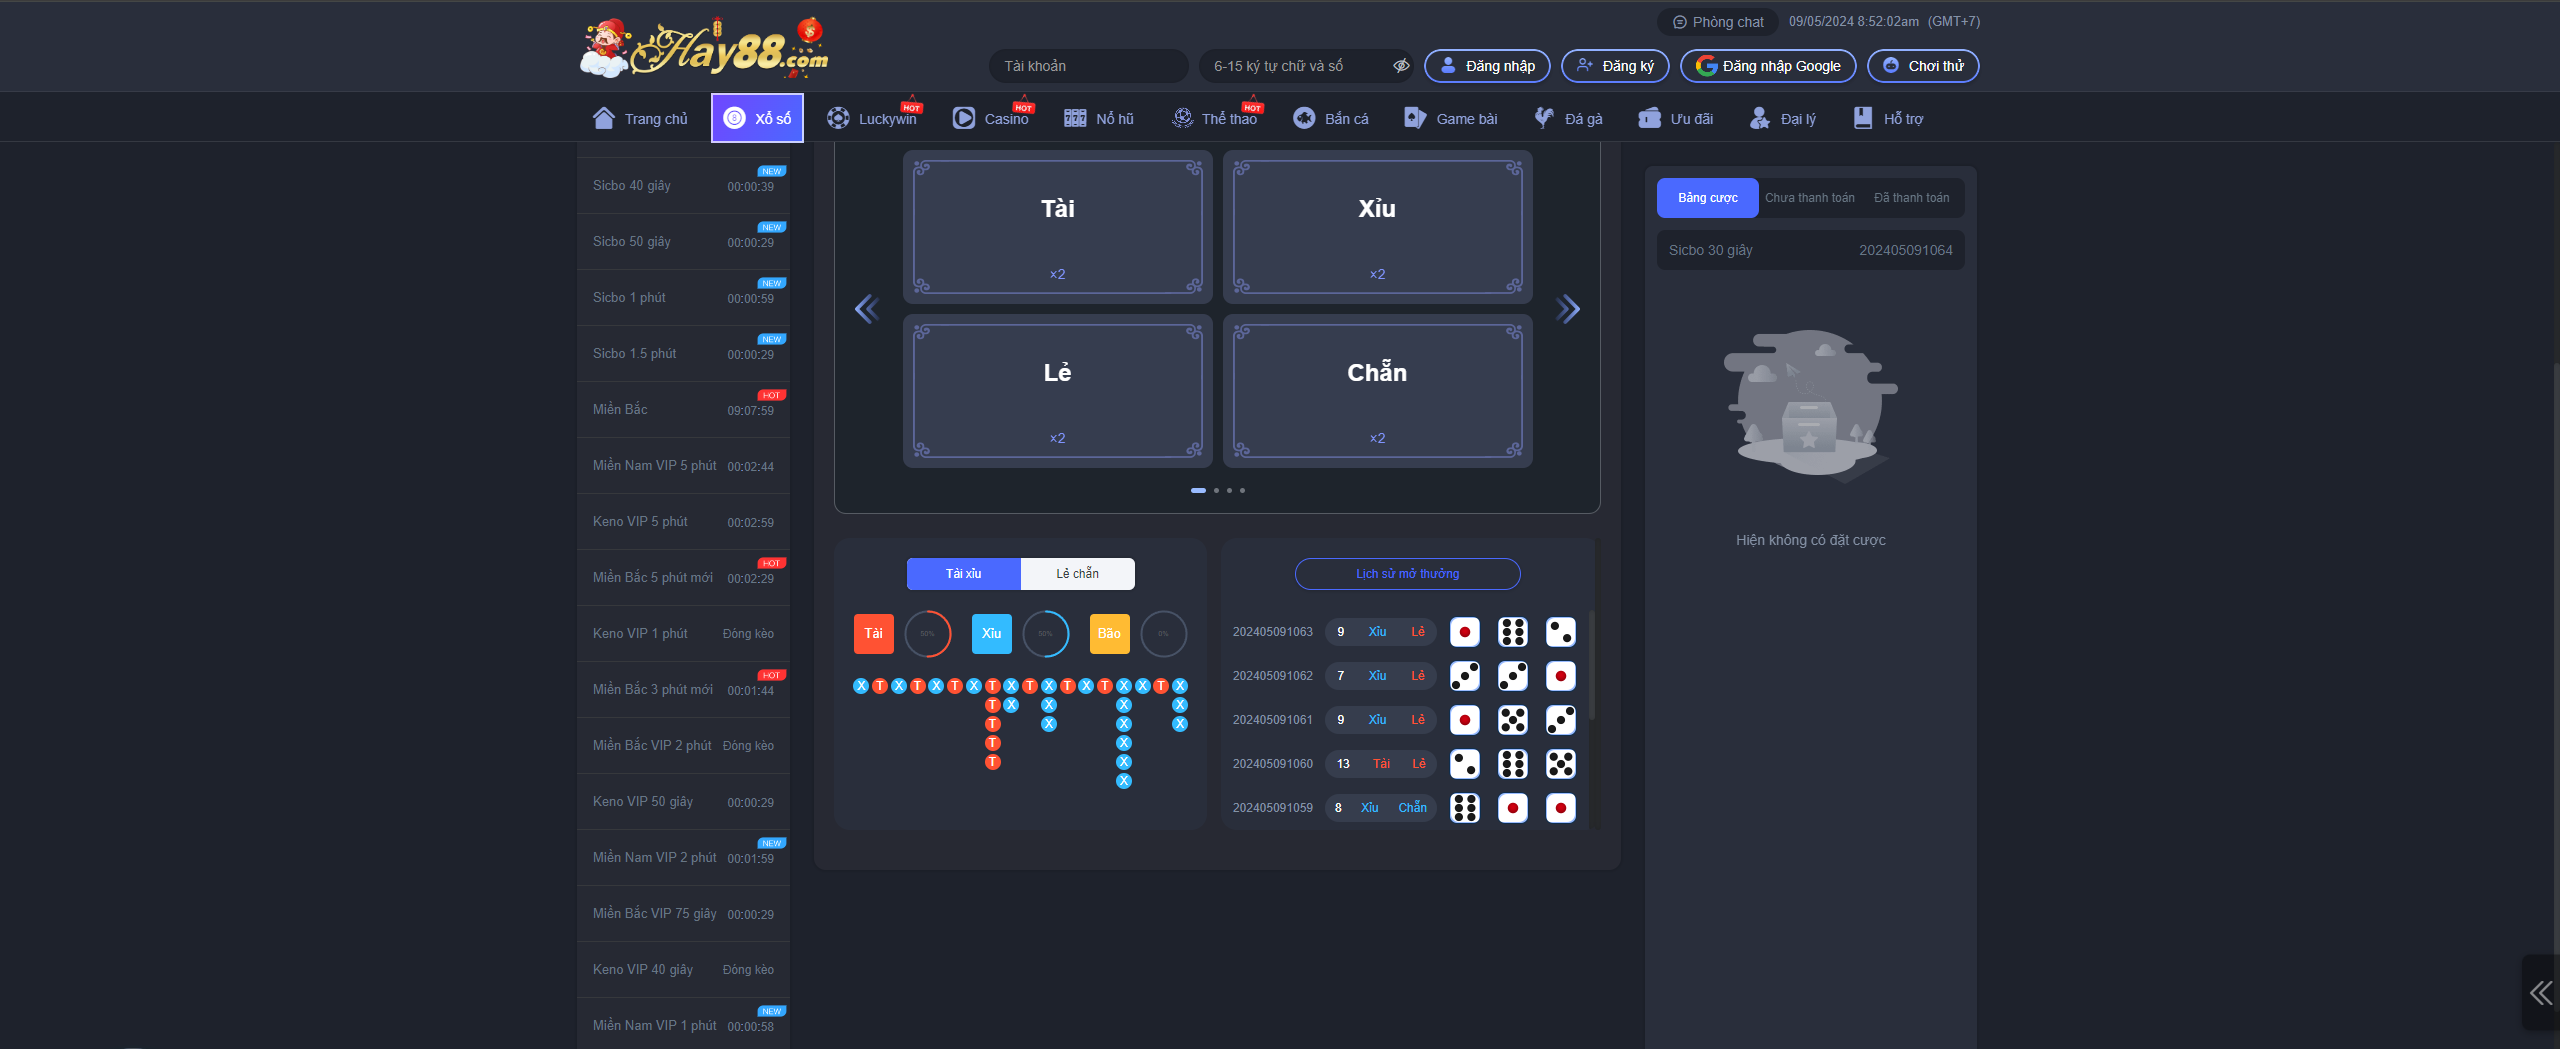 Hay88.com
Phòng chat 09/05/2024 8:52:02am (GMT+7)
Tài khoản 6-15 ký tự chữ và số Đăng nhập Đăng ký Đăng nhập Google Chơi thử
Trang chủ Xổ số Luckywin HOT Casino HOT Nổ hũ Thể thao HOT Bắn cá Game bài Đá gà Ưu đãi Đại lý Hỗ trợ
NEW
Sicbo 40 giây 00:00:39
NEW
Sicbo 50 giây 00:00:29
NEW
Sicbo 1 phút 00:00:59
NEW
Sicbo 1.5 phút 00:00:29
HOT
Miền Bắc 09:07:59
Miền Nam VIP 5 phút 00:02:44
Keno VIP 5 phút 00:02:59
HOT
Miền Bắc 5 phút mới 00:02:29
Keno VIP 1 phút Đóng kèo
HOT
Miền Bắc 3 phút mới 00:01:44
Miền Bắc VIP 2 phút Đóng kèo
Keno VIP 50 giây 00:00:29
NEW
Miền Nam VIP 2 phút 00:01:59
Miền Bắc VIP 75 giây 00:00:29
Keno VIP 40 giây Đóng kèo
NEW
Miền Nam VIP 1 phút 00:00:58
Tài Xỉu
×2 ×2
Lẻ Chẵn
×2 ×2
Tài xỉu Lẻ chẵn
Tài 50% Xỉu 50% Bão 0%
X T X T X T X T X T X T X T X X T X
T X X X X
T X X X
T X
T X
X
Lịch sử mở thưởng
202405091063 9 Xỉu Lẻ
202405091062 7 Xỉu Lẻ
202405091061 9 Xỉu Lẻ
202405091060 13 Tài Lẻ
202405091059 8 Xỉu Chẵn
Bảng cược Chưa thanh toán Đã thanh toán
Sicbo 30 giây 202405091064
Hiện không có đặt cược